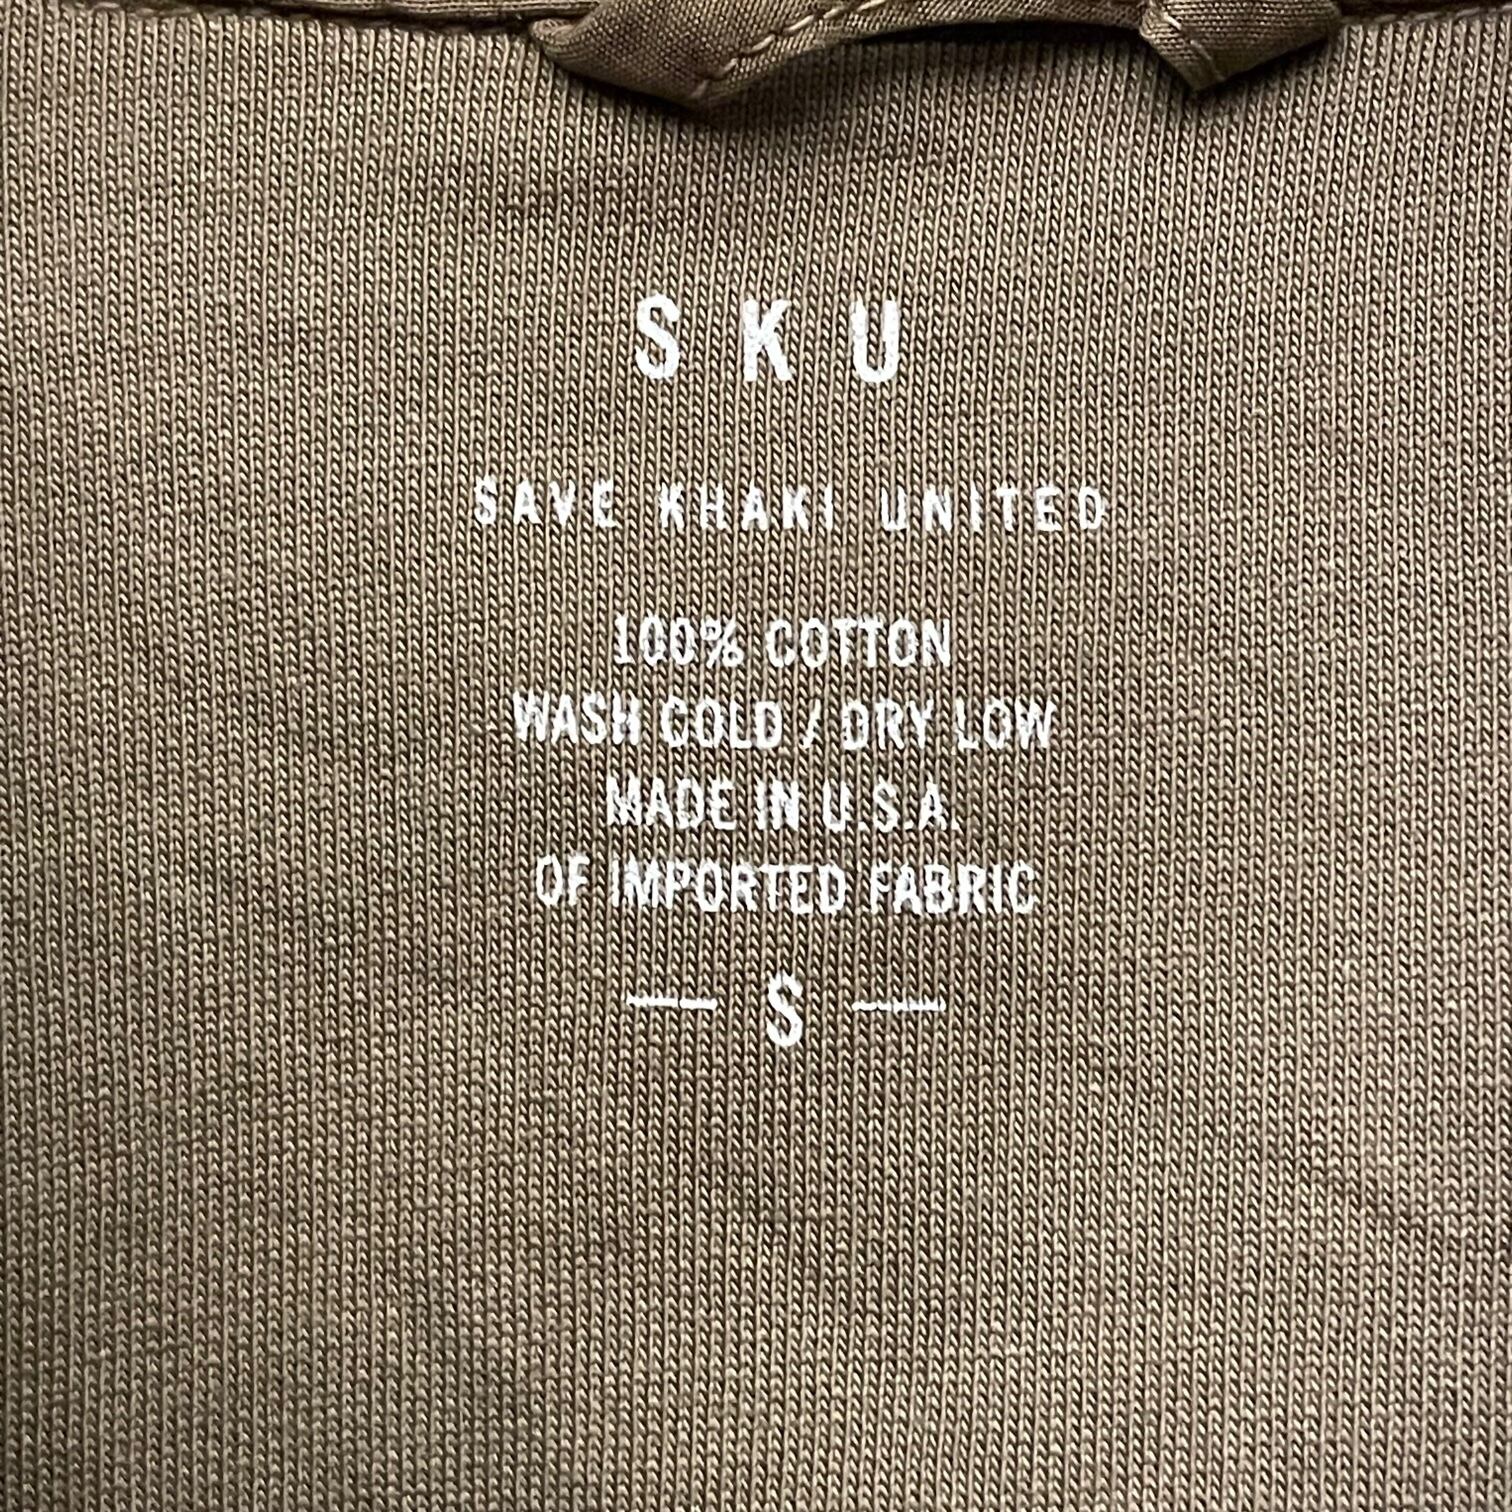 SKU
SAVE KHAKI UNITED
100% COTTON
WASH COLD / DRY LOW
MADE IN U.S.A.
OF IMPORTED FABRIC
— S —